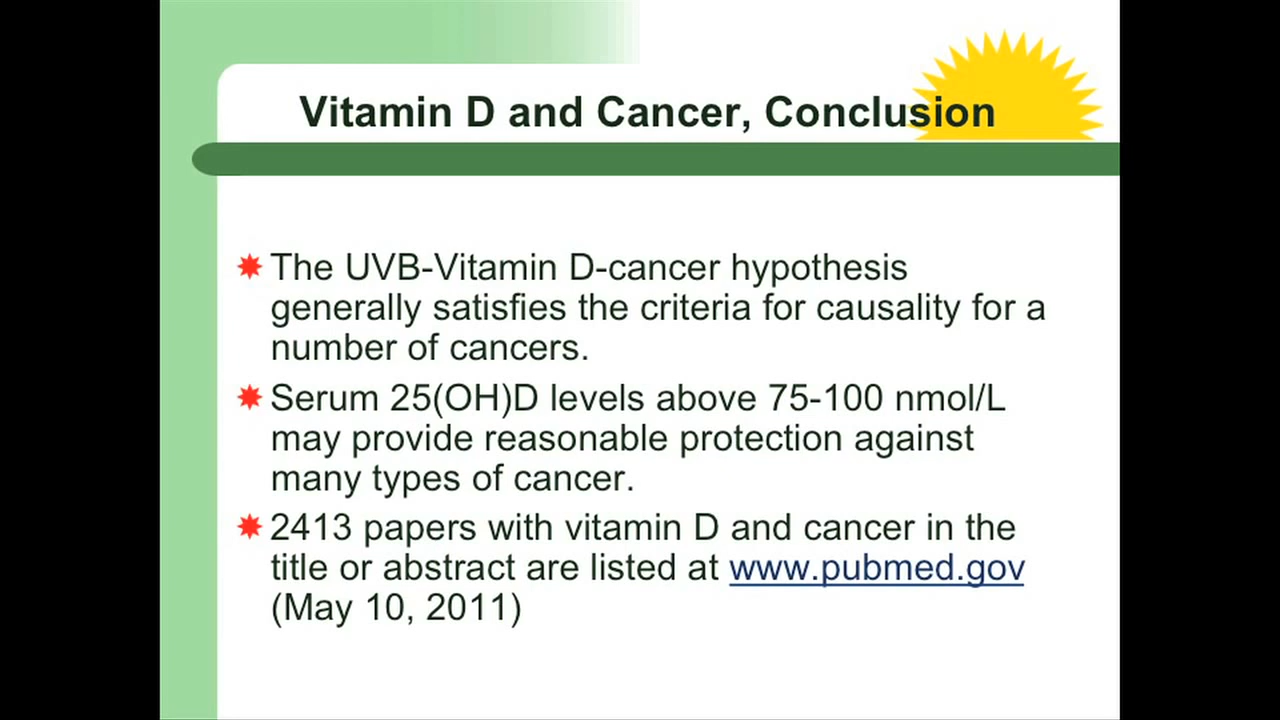 Vitamin D and Cancer, Conclusion
The UVB-Vitamin D-cancer hypothesis
generally satisfies the criteria for causality for a
number of cancers.
Serum 25(OH)D levels above 75-100 nmol/L
may provide reasonable protection against
many types of cancer.
2413 papers with vitamin D and cancer in the
title or abstract are listed at www.pubmed.gov
(May 10, 2011)